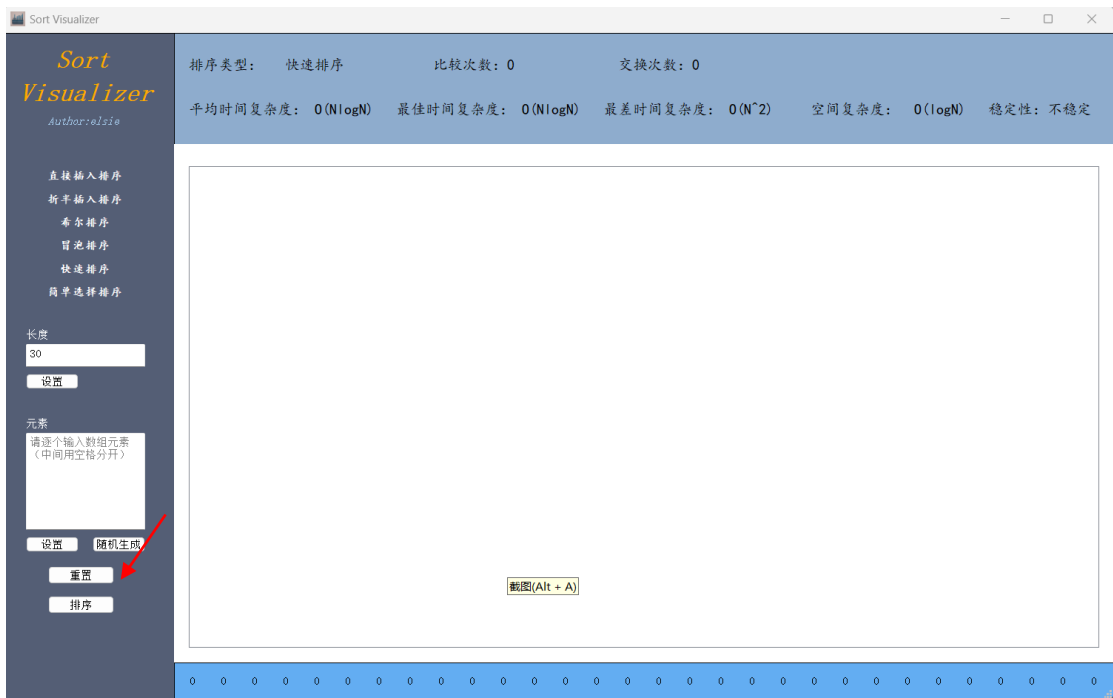 Sort Visualizer
Sort
Visualizer
Author:elsie
排序类型: 快速排序 比较次数: 0 交换次数: 0
平均时间复杂度: O(NlogN) 最佳时间复杂度: O(NlogN) 最差时间复杂度: O(N^2) 空间复杂度: O(logN) 稳定性: 不稳定
直接插入排序
折半插入排序
希尔排序
冒泡排序
快速排序
简单选择排序
长度
30
设置
元素
请逐个输入数组元素
(中间用空格分开)
设置 随机生成
重置
排序
截图(Alt + A)
0 0 0 0 0 0 0 0 0 0 0 0 0 0 0 0 0 0 0 0 0 0 0 0 0 0 0 0 0 0